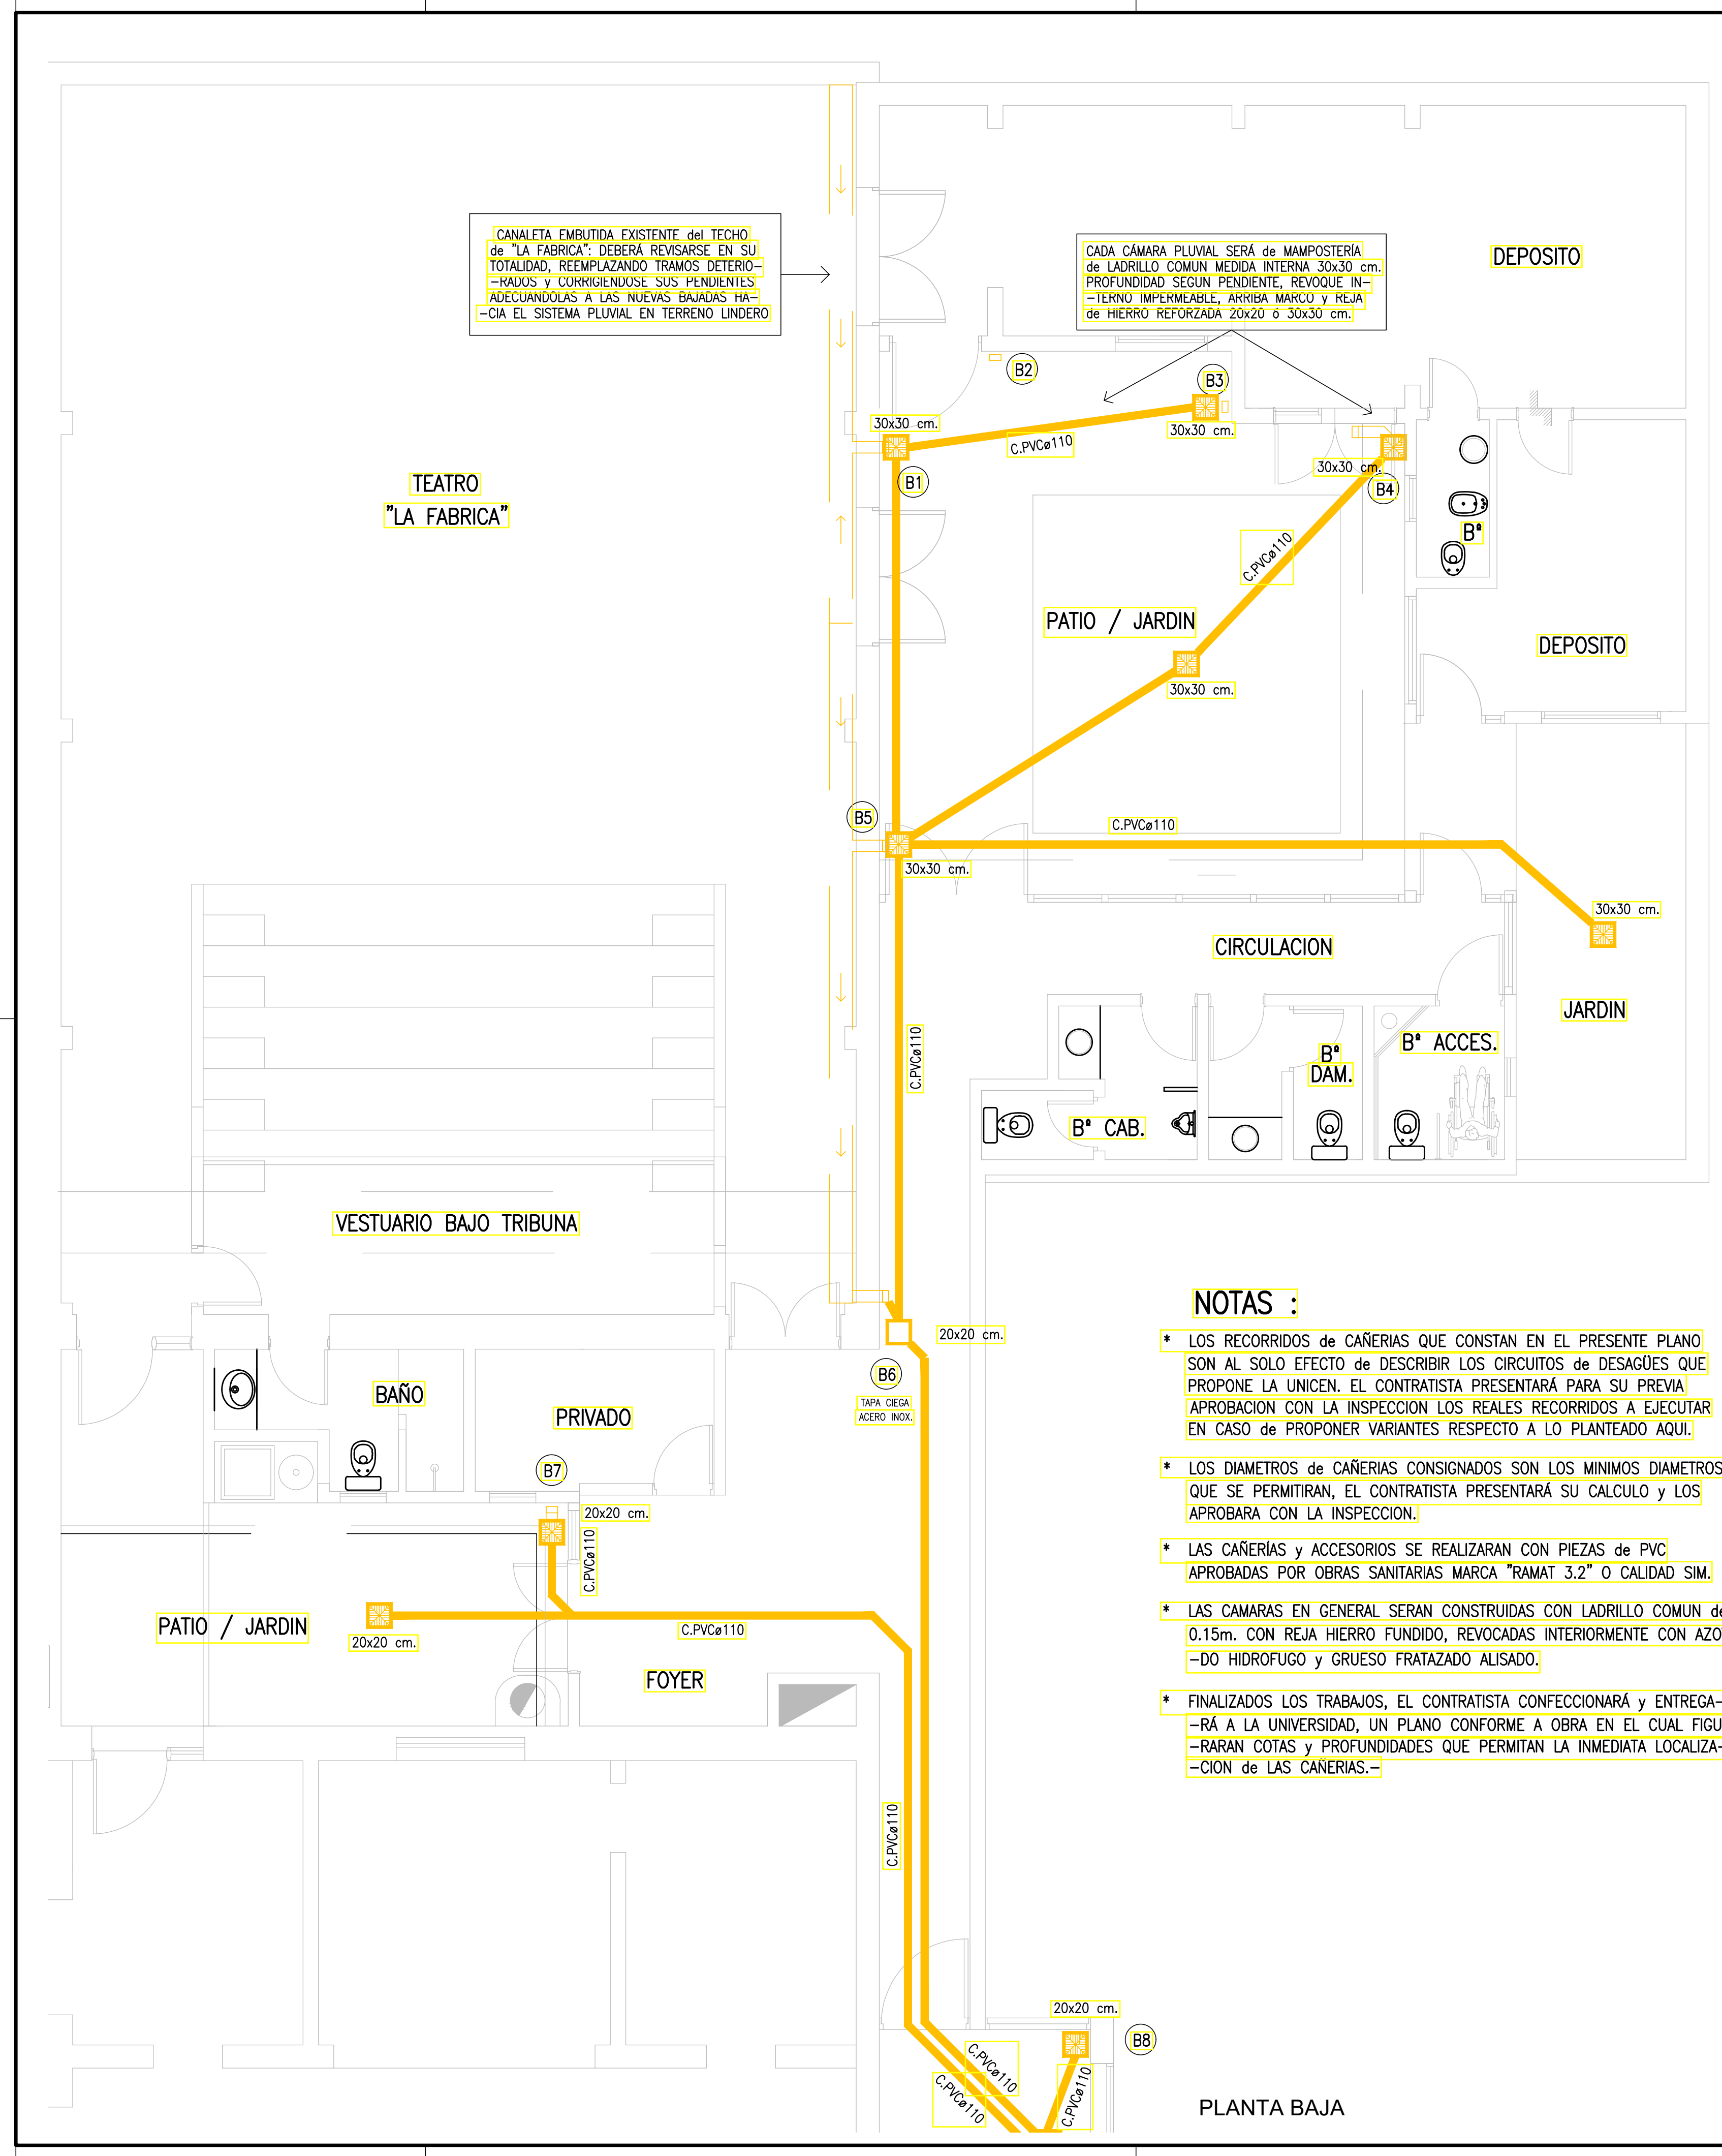 CANALETA EMBUTIDA EXISTENTE del TECHO
de "LA FABRICA": DEBERÁ REVISARSE EN SU
TOTALIDAD, REEMPLAZANDO TRAMOS DETERIO-
-RADOS y CORRIGIENDOSE SUS PENDIENTES
ADECUANDOLAS A LAS NUEVAS BAJADAS HA-
-CIA EL SISTEMA PLUVIAL EN TERRENO LINDERO
CADA CÁMARA PLUVIAL SERÁ de MAMPOSTERÍA
de LADRILLO COMUN MEDIDA INTERNA 30x30 cm.
PROFUNDIDAD SEGUN PENDIENTE, REVOQUE IN-
-TERNO IMPERMEABLE, ARRIBA MARCO y REJA
de HIERRO REFORZADA 20x20 ó 30x30 cm.
DEPOSITO
B2
B3
30x30 cm.
30x30 cm.
C.PVCø110
30x30 cm.
B1
B4
TEATRO
"LA FABRICA"
Bª
C.PVCø110
PATIO / JARDIN
DEPOSITO
30x30 cm.
B5
C.PVCø110
30x30 cm.
30x30 cm.
CIRCULACION
JARDIN
C.PVCø110
Bª ACCES.
Bª
DAM.
Bª CAB.
VESTUARIO BAJO TRIBUNA
20x20 cm.
B6
TAPA CIEGA
ACERO INOX.
BAÑO
PRIVADO
B7
20x20 cm.
C.PVCø110
PATIO / JARDIN
20x20 cm.
C.PVCø110
FOYER
C.PVCø110
NOTAS :
* LOS RECORRIDOS de CAÑERIAS QUE CONSTAN EN EL PRESENTE PLANO
SON AL SOLO EFECTO de DESCRIBIR LOS CIRCUITOS de DESAGÜES QUE
PROPONE LA UNICEN. EL CONTRATISTA PRESENTARÁ PARA SU PREVIA
APROBACION CON LA INSPECCION LOS REALES RECORRIDOS A EJECUTAR
EN CASO de PROPONER VARIANTES RESPECTO A LO PLANTEADO AQUI.
* LOS DIAMETROS de CAÑERIAS CONSIGNADOS SON LOS MINIMOS DIAMETROS
QUE SE PERMITIRAN, EL CONTRATISTA PRESENTARÁ SU CALCULO y LOS
APROBARA CON LA INSPECCION.
* LAS CAÑERÍAS y ACCESORIOS SE REALIZARAN CON PIEZAS de PVC
APROBADAS POR OBRAS SANITARIAS MARCA "RAMAT 3.2" O CALIDAD SIM.
* LAS CAMARAS EN GENERAL SERAN CONSTRUIDAS CON LADRILLO COMUN de
0.15m. CON REJA HIERRO FUNDIDO, REVOCADAS INTERIORMENTE CON AZO
-DO HIDROFUGO y GRUESO FRATAZADO ALISADO.
* FINALIZADOS LOS TRABAJOS, EL CONTRATISTA CONFECCIONARÁ y ENTREGA-
-RÁ A LA UNIVERSIDAD, UN PLANO CONFORME A OBRA EN EL CUAL FIGU
-RARAN COTAS y PROFUNDIDADES QUE PERMITAN LA INMEDIATA LOCALIZA-
-CION de LAS CAÑERIAS.-
20x20 cm.
B8
C.PVCø110
C.PVCø110
C.PVCø110
PLANTA BAJA